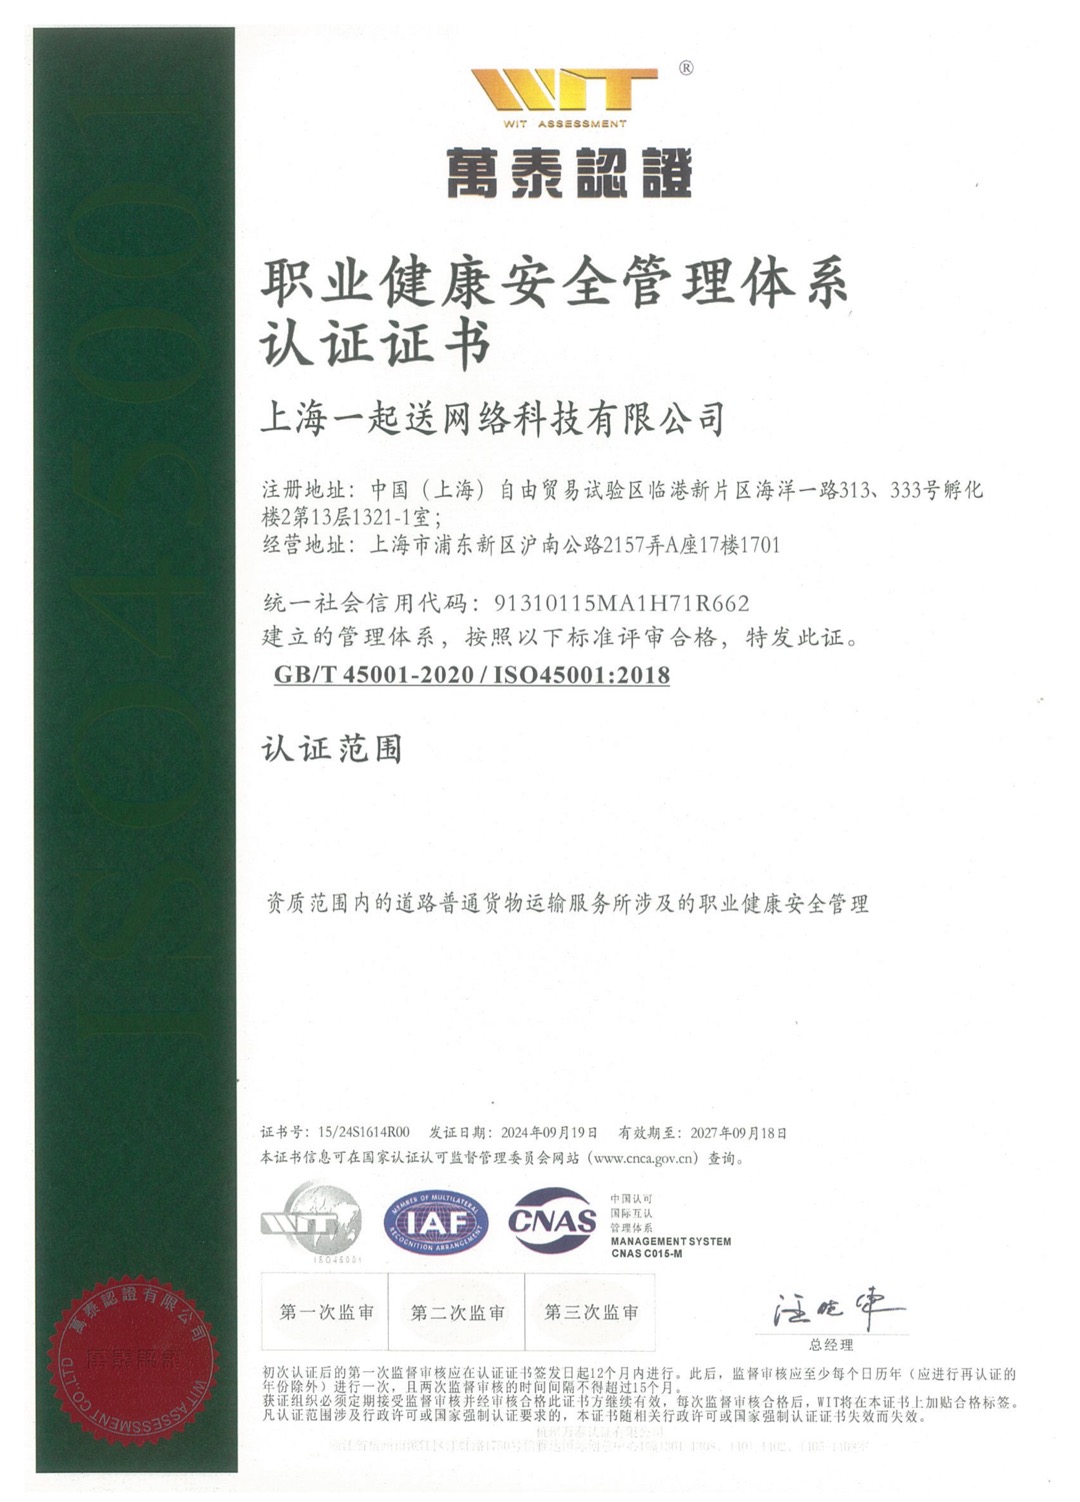 WIT ®
WIT ASSESSMENT
萬泰認證
ISO45001
职业健康安全管理体系
认证证书
上海一起送网络科技有限公司
注册地址：中国（上海）自由贸易试验区临港新片区海洋一路313、333号孵化
楼2第13层1321-1室；
经营地址：上海市浦东新区沪南公路2157弄A座17楼1701
统一社会信用代码：91310115MA1H71R662
建立的管理体系，按照以下标准评审合格，特发此证。
GB/T 45001-2020 / ISO45001:2018
认证范围
资质范围内的道路普通货物运输服务所涉及的职业健康安全管理
证书号：15/24S1614R00 发证日期：2024年09月19日 有效期至：2027年09月18日
本证书信息可在国家认证认可监督管理委员会网站（www.cnca.gov.cn）查询。
WIT
ISO45001
MEMBER OF MULTILATERAL
IAF
RECOGNITION ARRANGEMENT
CNAS
中国认可
国际互认
管理体系
MANAGEMENT SYSTEM
CNAS C015-M
第一次监审 第二次监审 第三次监审
总经理
萬泰認證有限公司
萬泰認證
WIT ASSESSMENT CO.,LTD
初次认证后的第一次监督审核应在认证证书签发日起12个月内进行。此后，监督审核应至少每个日历年（应进行再认证的
年份除外）进行一次，且两次监督审核的时间间隔不得超过15个月。
获证组织必须定期接受监督审核并经审核合格此证书方继续有效，每次监督审核合格后，WIT将在本证书上加贴合格标签。
凡认证范围涉及行政许可或国家强制认证要求的，本证书随相关行政许可或国家强制认证证书失效而失效。